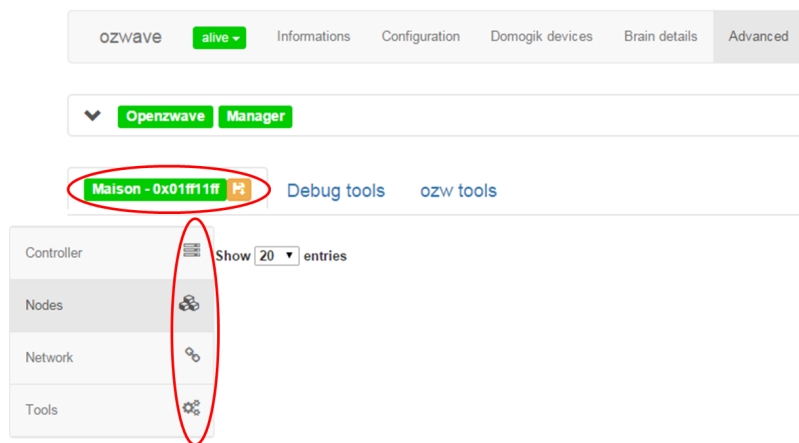 ozwave alive Informations Configuration Domogik devices Brain details Advanced
Openzwave Manager
Maison - 0x01ff11ff Debug tools ozw tools
Controller
Show 20 entries
Nodes
Network
Tools